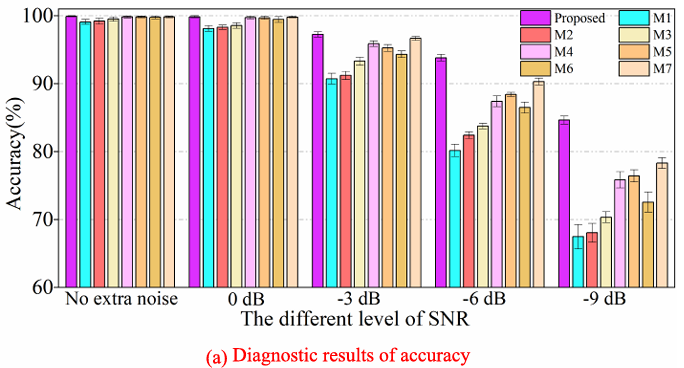 100
90
80
70
60
Accuracy(%)
Proposed M1
M2 M3
M4 M5
M6 M7
No extra noise 0 dB -3 dB -6 dB -9 dB
The different level of SNR
(a) Diagnostic results of accuracy